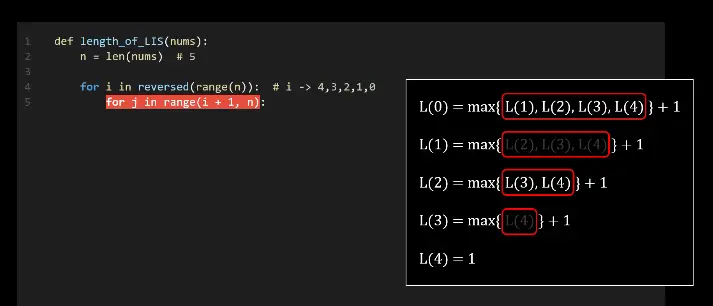 1 def length_of_LIS(nums):
2 n = len(nums)  # 5
3
4 for i in reversed(range(n)):  # i -> 4,3,2,1,0
5 for j in range(i + 1, n):
L(0) = max{ L(1), L(2), L(3), L(4) } + 1
L(1) = max{ L(2), L(3), L(4) } + 1
L(2) = max{ L(3), L(4) } + 1
L(3) = max{ L(4) } + 1
L(4) = 1